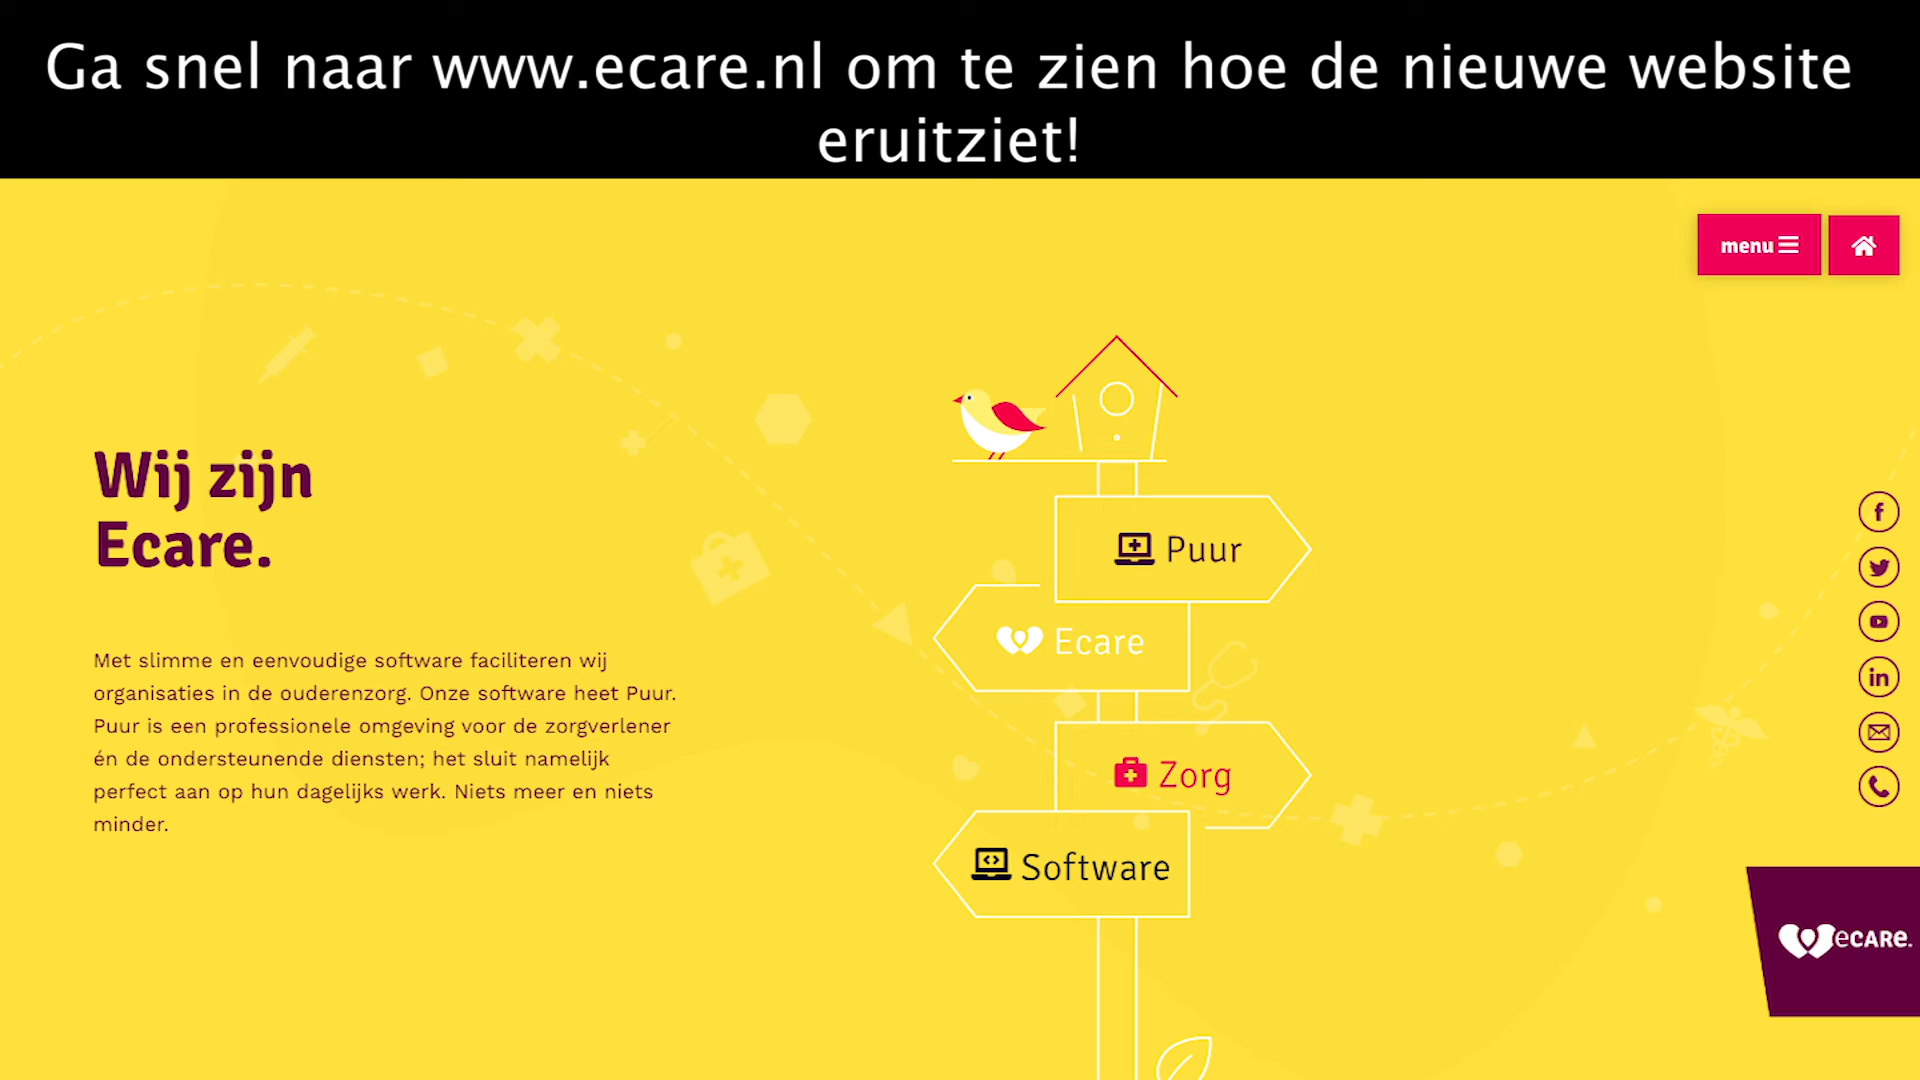 Ga snel naar www.ecare.nl om te zien hoe de nieuwe website
eruitziet!
menu
Wij zijn
Ecare.
Met slimme en eenvoudige software faciliteren wij
organisaties in de ouderenzorg. Onze software heet Puur.
Puur is een professionele omgeving voor de zorgverlener
én de ondersteunende diensten; het sluit namelijk
perfect aan op hun dagelijks werk. Niets meer en niets
minder.
Puur
Ecare
Zorg
Software
eCARe.